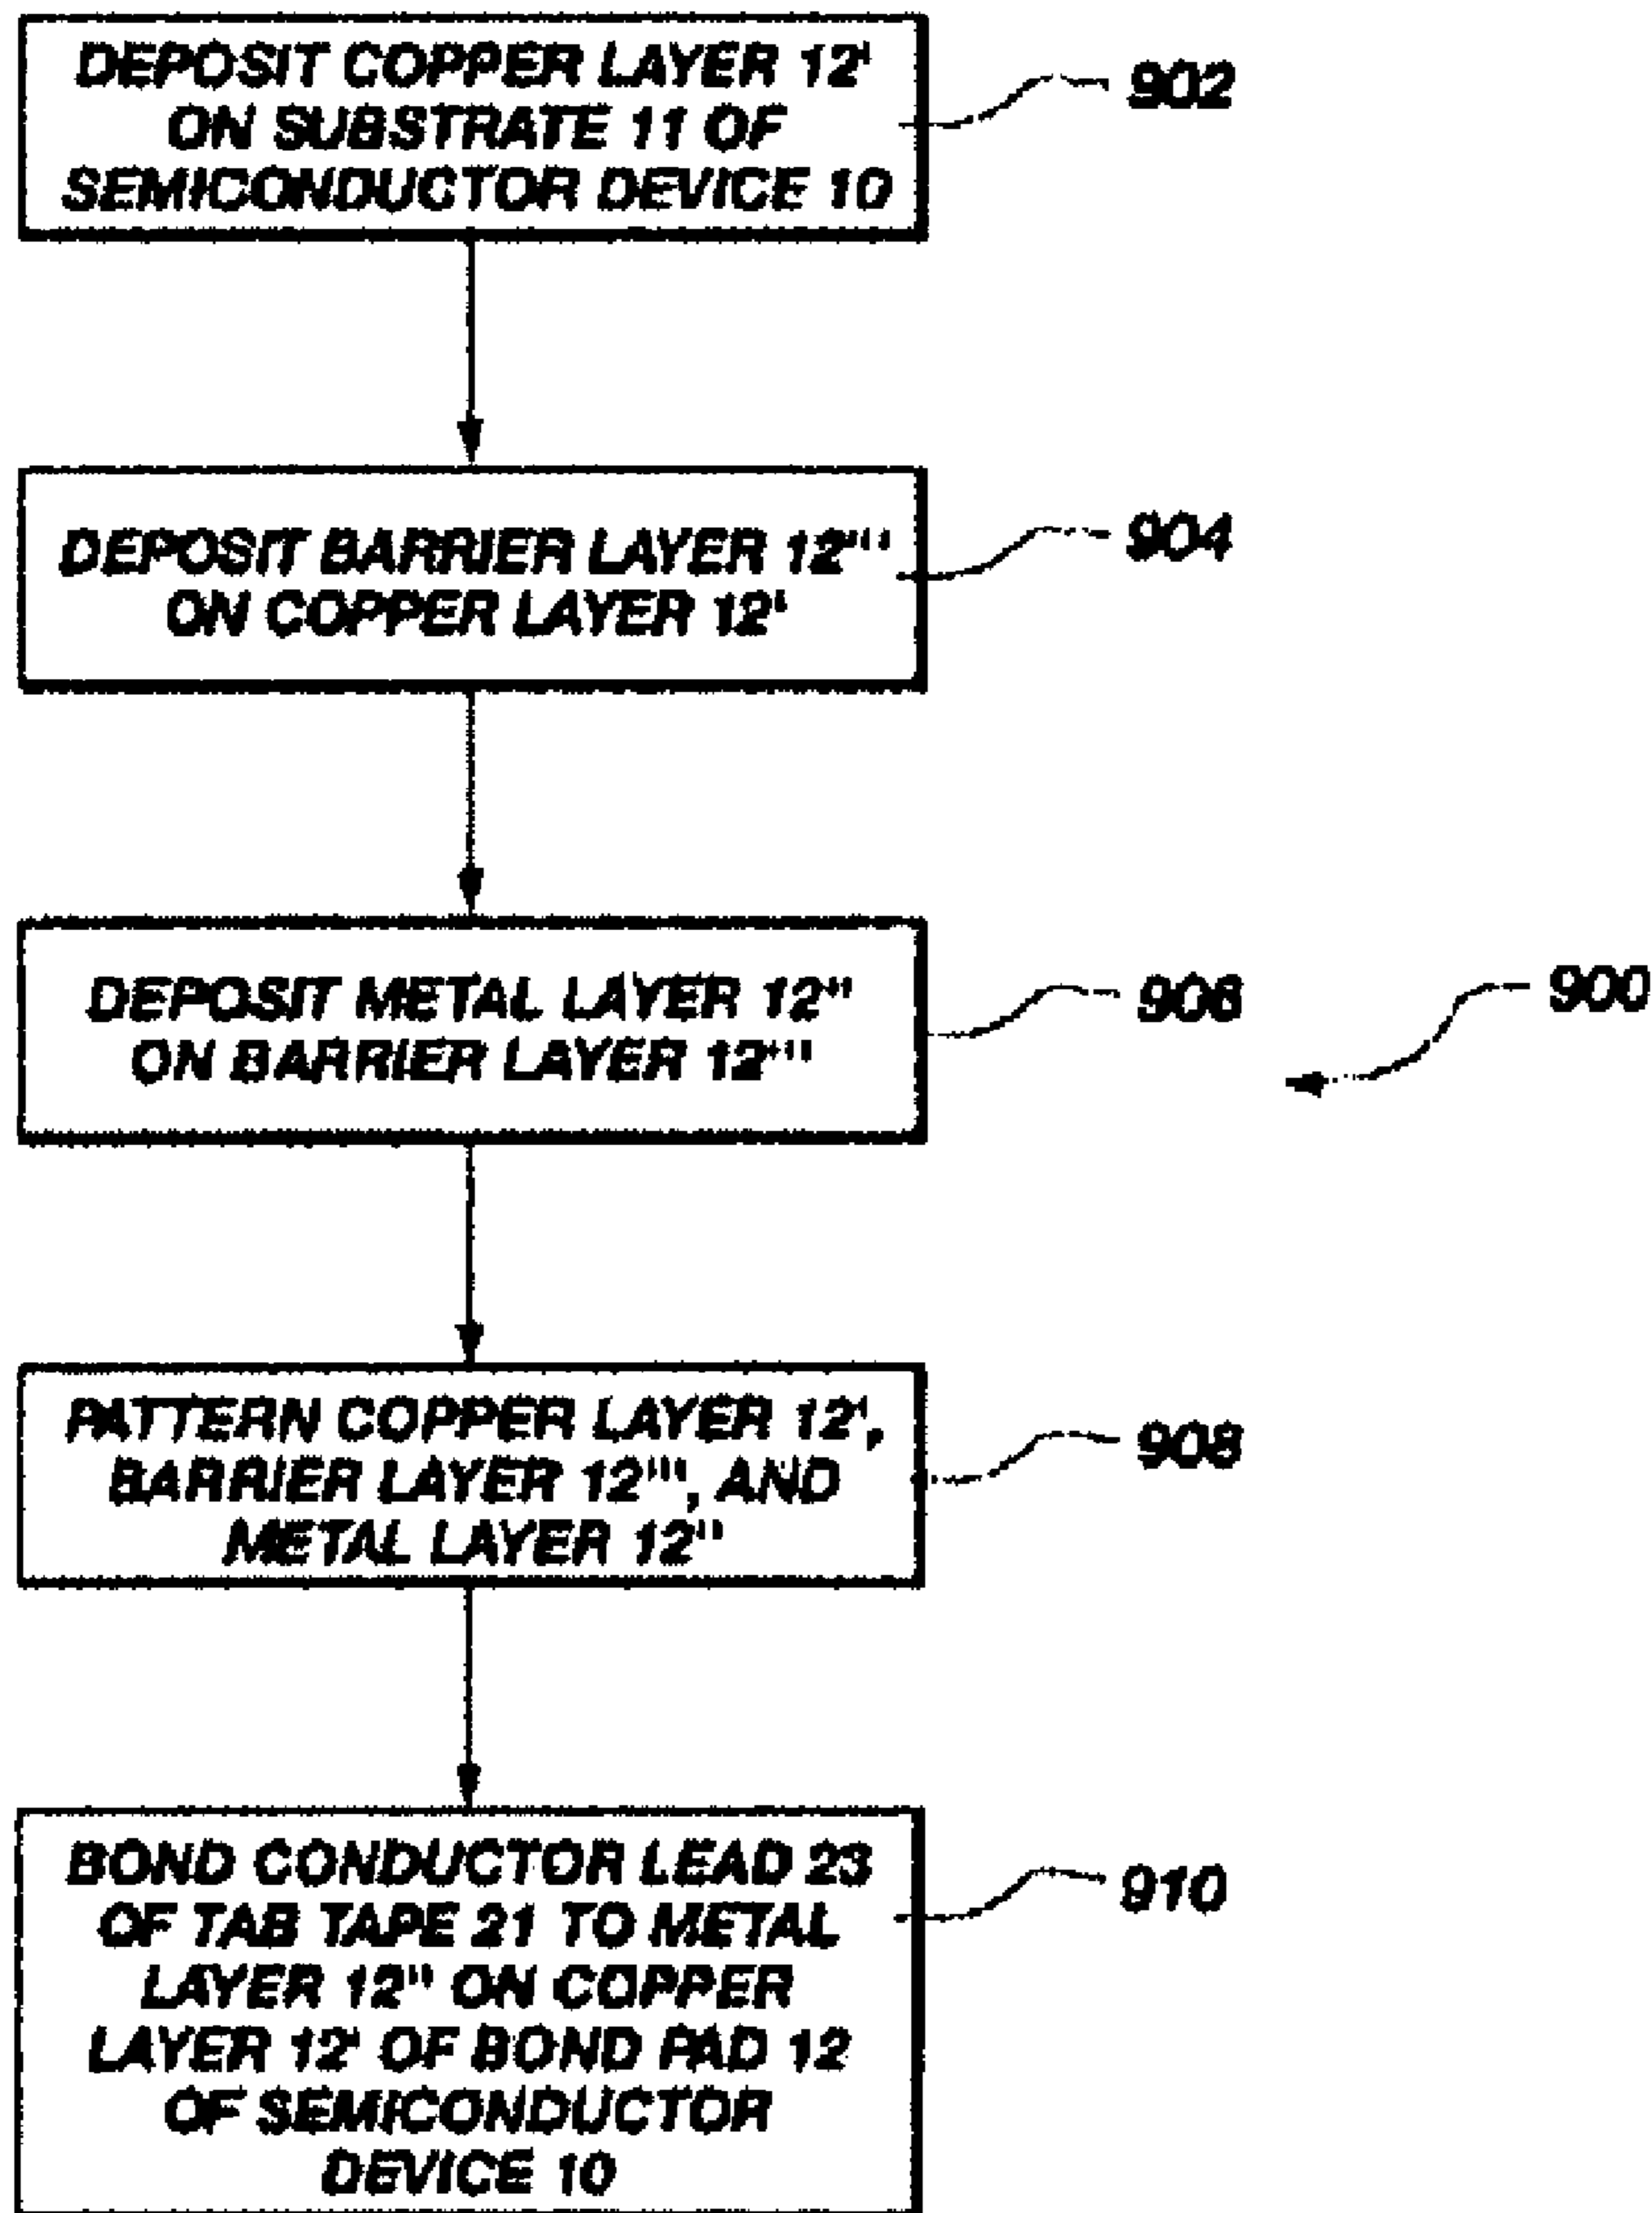 DEPOSIT COPPER LAYER 12'
ON SUBSTRATE 11 OF
SEMICONDUCTOR DEVICE 10
902
DEPOSIT BARRIER LAYER 12'''
ON COPPER LAYER 12'
904
DEPOSIT METAL LAYER 12"
ON BARRIER LAYER 12'''
906
900
PATTERN COPPER LAYER 12',
BARRIER LAYER 12''', AND
METAL LAYER 12"
908
BOND CONDUCTOR LEAD 23
OF TAB TAPE 21 TO METAL
LAYER 12" ON COPPER
LAYER 12' OF BOND PAD 12
OF SEMICONDUCTOR
DEVICE 10
910